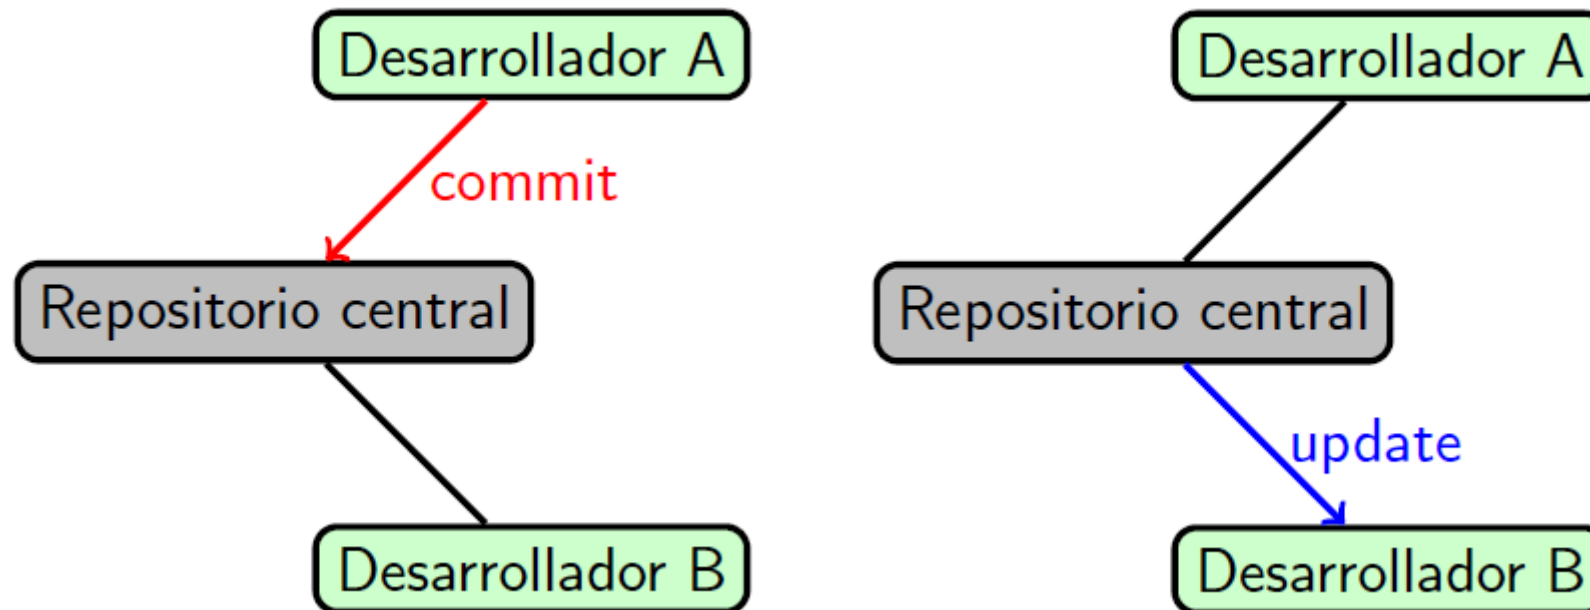 Desarrollador A
commit
Repositorio central
Desarrollador B
Desarrollador A
Repositorio central
update
Desarrollador B